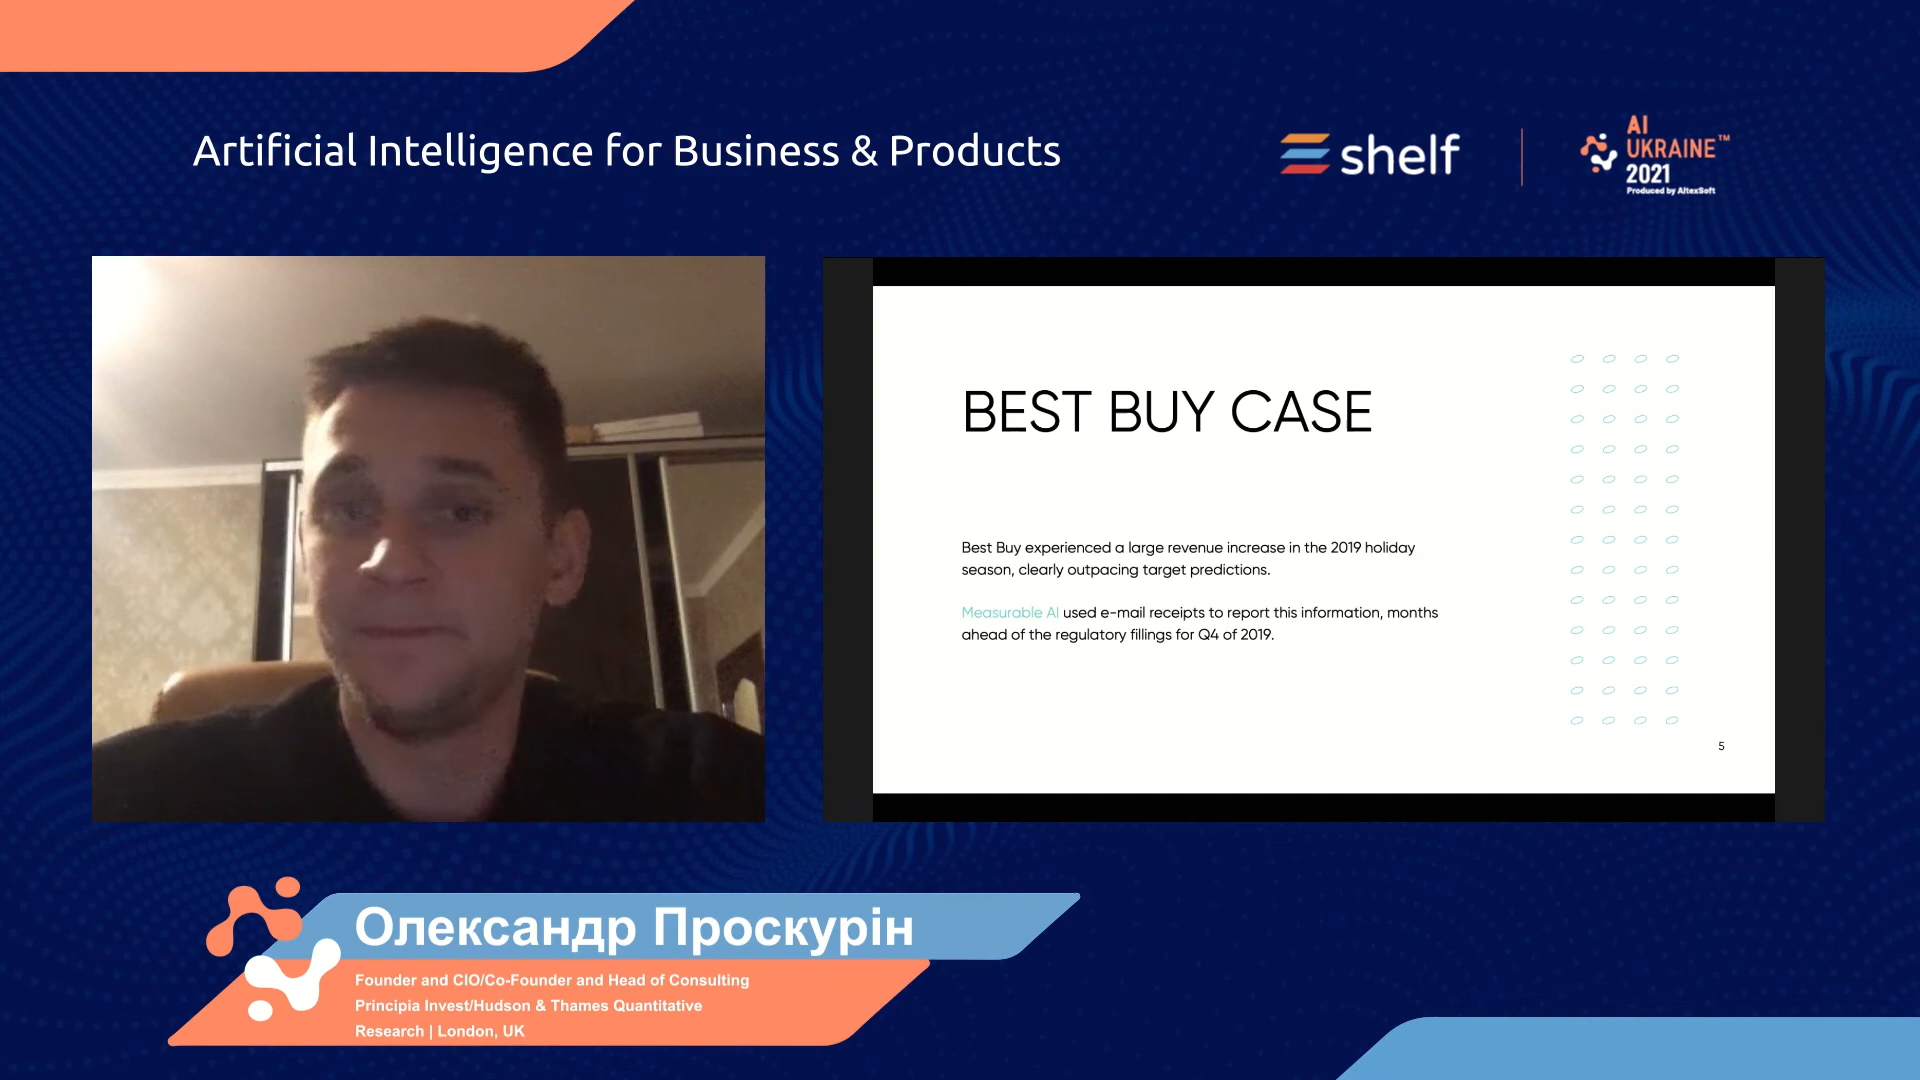 Artificial Intelligence for Business & Products
shelf
AI
UKRAINE™
2021
Produced by AltexSoft
BEST BUY CASE
Best Buy experienced a large revenue increase in the 2019 holiday
season, clearly outpacing target predictions.
Measurable AI used e-mail receipts to report this information, months
ahead of the regulatory fillings for Q4 of 2019.
5
Олександр Проскурін
Founder and CIO/Co-Founder and Head of Consulting
Principia Invest/Hudson & Thames Quantitative
Research | London, UK